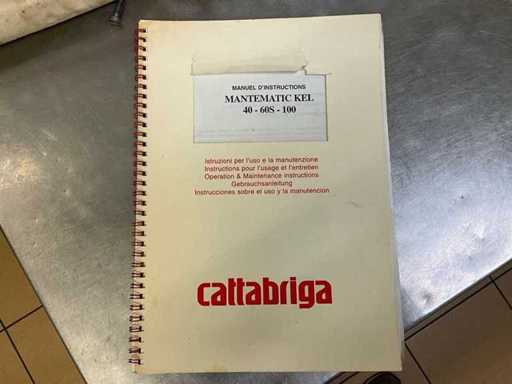 MANUEL D'INSTRUCTIONS
MANTEMATIC KEL
40 - 60S - 100
Istruzioni per l'uso e la manutenzione
Instructions pour l'usage et l'entretien
Operation & Maintenance instructions
Gebrauchsanleitung
Instrucciones sobre el uso y la manutencion
cattabriga